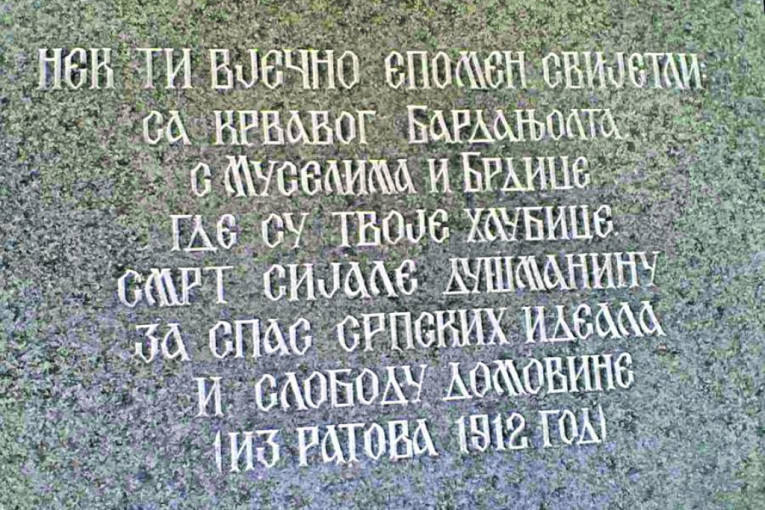 НЕК ТИ ВЈЕЧНО СПОМЕН СВИЈЕТЛИ:
СА КРВАВОГ БАРДАЊОЛТА
С МУСЕЛИМА И БРДИЦЕ
ГДЕ СУ ТВОЈЕ ХАУБИЦЕ
СМРТ СИЈАЛЕ ДУШМАНИНУ
ЗА СПАС СРПСКИХ ИДЕАЛА
И СЛОБОДУ ДОМОВИНЕ
(ИЗ РАТОВА 1912 ГОД)